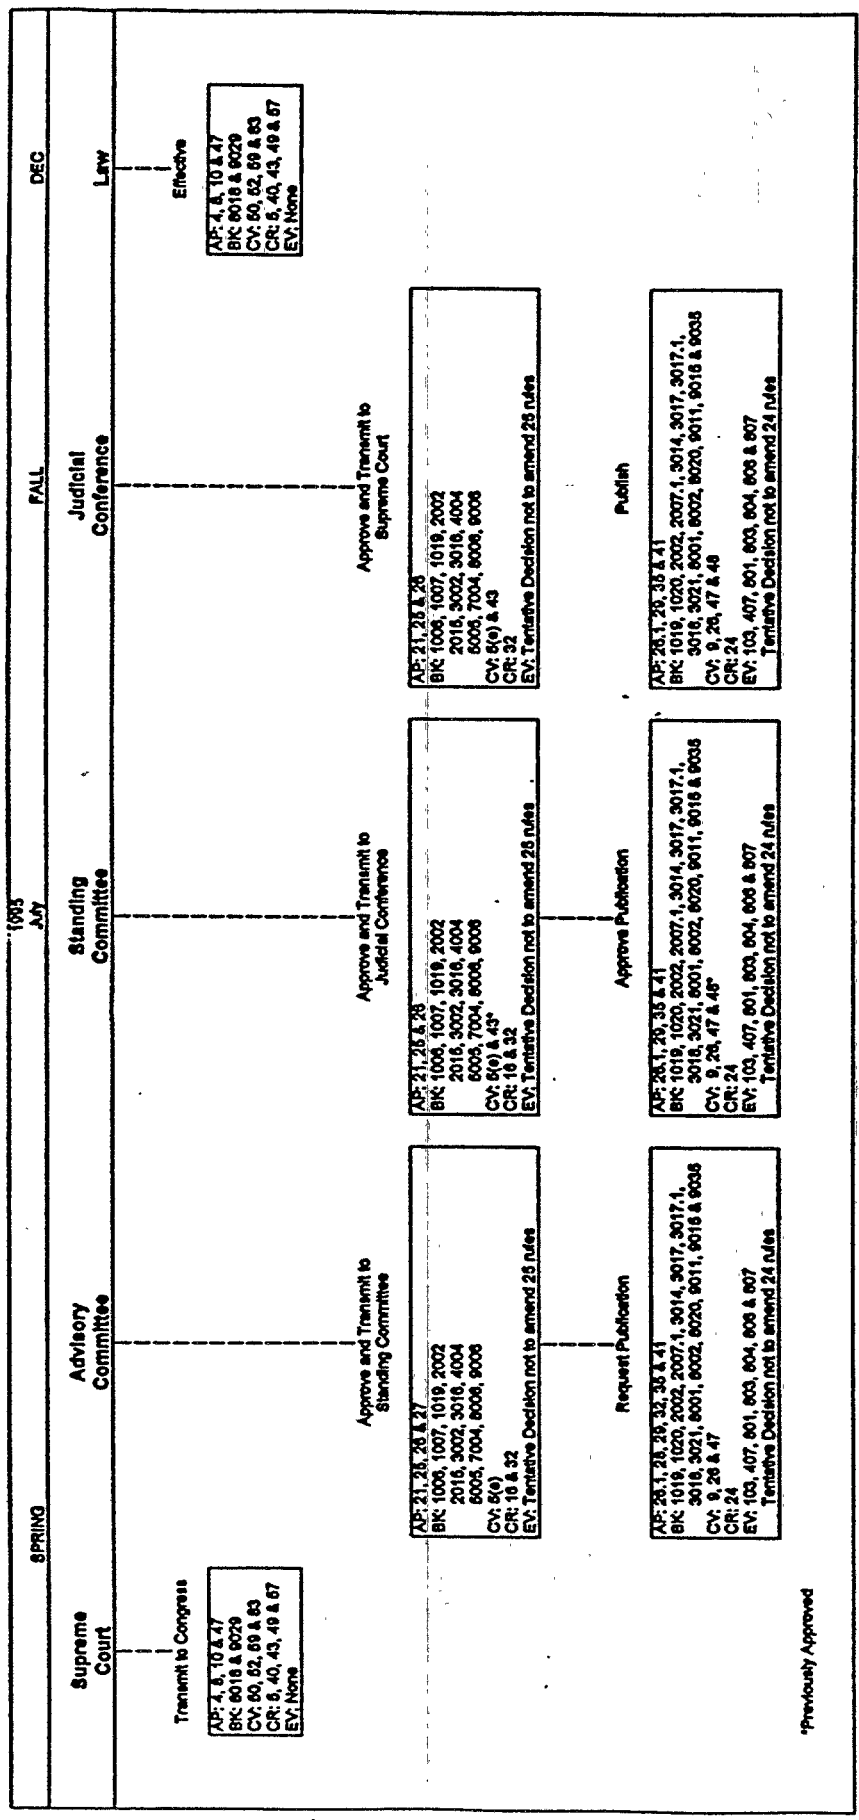 1995
SPRING
July
FALL
DEC
Supreme
Court
Advisory
Committee
Standing
Committee
Judicial
Conference
Law
Transmit to Congress
AP: 4, 8, 10 & 47
BK: 8018 & 9029
CV: 50, 52, 59 & 83
CR: 5, 40, 43, 49 & 57
EV: None
Effective
AP: 4, 8, 10 & 47
BK: 8018 & 9029
CV: 50, 52, 59 & 83
CR: 5, 40, 43, 49 & 57
EV: None
Approve and Transmit to
Standing Committee
AP: 21, 25, 26 & 27
BK: 1006, 1007, 1019, 2002
2015, 3002, 3016, 4004
5005, 7004, 8008, 9006
CV: 5(e)
CR: 16 & 32
EV: Tentative Decision not to amend 25 rules
Approve and Transmit to
Judicial Conference
AP: 21, 25 & 26
BK: 1006, 1007, 1019, 2002
2015, 3002, 3016, 4004
5005, 7004, 8008, 9006
CV: 5(e) & 43*
CR: 16 & 32
EV: Tentative Decision not to amend 25 rules
Approve and Transmit to
Supreme Court
AP: 21, 25 & 26
BK: 1006, 1007, 1019, 2002
2015, 3002, 3016, 4004
5005, 7004, 8008, 9006
CV: 5(e) & 43
CR: 32
EV: Tentative Decision not to amend 25 rules
Request Publication
AP: 26.1, 28, 29, 32, 35 & 41
BK: 1019, 1020, 2002, 2007.1, 3014, 3017, 3017.1,
3018, 3021, 8001, 8002, 8020, 9011, 9015 & 9035
CV: 9, 26 & 47
CR: 24
EV: 103, 407, 801, 803, 804, 806 & 807
Tentative Decision not to amend 24 rules
Approve Publication
AP: 26.1, 29, 35 & 41
BK: 1019, 1020, 2002, 2007.1, 3014, 3017, 3017.1,
3018, 3021, 8001, 8002, 8020, 9011, 9015 & 9035
CV: 9, 26, 47 & 48*
CR: 24
EV: 103, 407, 801, 803, 804, 806 & 807
Tentative Decision not to amend 24 rules
Publish
AP: 26.1, 29, 35 & 41
BK: 1019, 1020, 2002, 2007.1, 3014, 3017, 3017.1,
3018, 3021, 8001, 8002, 8020, 9011, 9015 & 9035
CV: 9, 26, 47 & 48
CR: 24
EV: 103, 407, 801, 803, 804, 806 & 807
Tentative Decision not to amend 24 rules
*Previously Approved